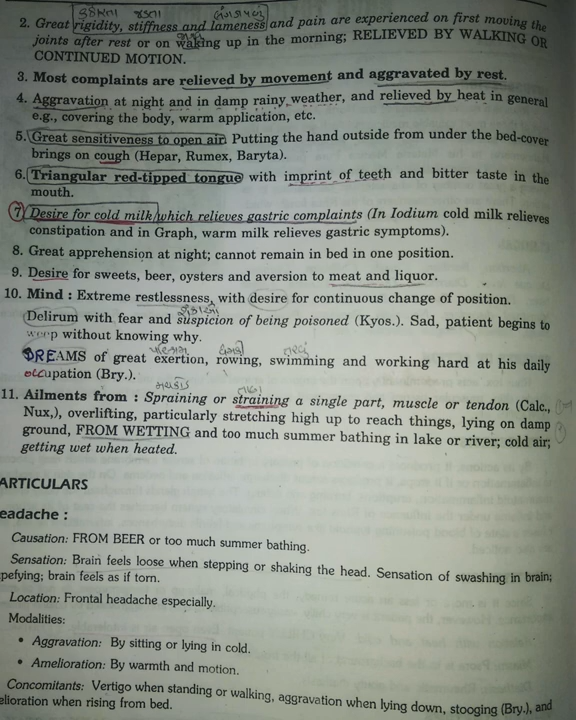 જકડાતા જડતા લંગડાપણું
2. Great rigidity, stiffness and lameness and pain are experienced on first moving the
joints after rest or on waking up in the morning; RELIEVED BY WALKING OR
CONTINUED MOTION.
3. Most complaints are relieved by movement and aggravated by rest.
4. Aggravation at night and in damp rainy weather, and relieved by heat in general
e.g., covering the body, warm application, etc.
5. Great sensitiveness to open air. Putting the hand outside from under the bed-cover
brings on cough (Hepar, Rumex, Baryta).
6. Triangular red-tipped tongue with imprint of teeth and bitter taste in the
mouth.
7. Desire for cold milk which relieves gastric complaints (In Iodium cold milk relieves
constipation and in Graph, warm milk relieves gastric symptoms).
8. Great apprehension at night; cannot remain in bed in one position.
9. Desire for sweets, beer, oysters and aversion to meat and liquor.
10. Mind : Extreme restlessness, with desire for continuous change of position.
Delirum with fear and suspicion of being poisoned (Kyos.). Sad, patient begins to
weep without knowing why.
DREAMS of great exertion, rowing, swimming and working hard at his daily
occupation (Bry.).
11. Ailments from : Spraining or straining a single part, muscle or tendon (Calc.,
Nux,), overlifting, particularly stretching high up to reach things, lying on damp
ground, FROM WETTING and too much summer bathing in lake or river; cold air;
getting wet when heated.
ARTICULARS
eadache :
Causation: FROM BEER or too much summer bathing.
Sensation: Brain feels loose when stepping or shaking the head. Sensation of swashing in brain;
pefying; brain feels as if torn.
Location: Frontal headache especially.
Modalities:
• Aggravation: By sitting or lying in cold.
• Amelioration: By warmth and motion.
Concomitants: Vertigo when standing or walking, aggravation when lying down, stooging (Bry.), and
elioration when rising from bed.